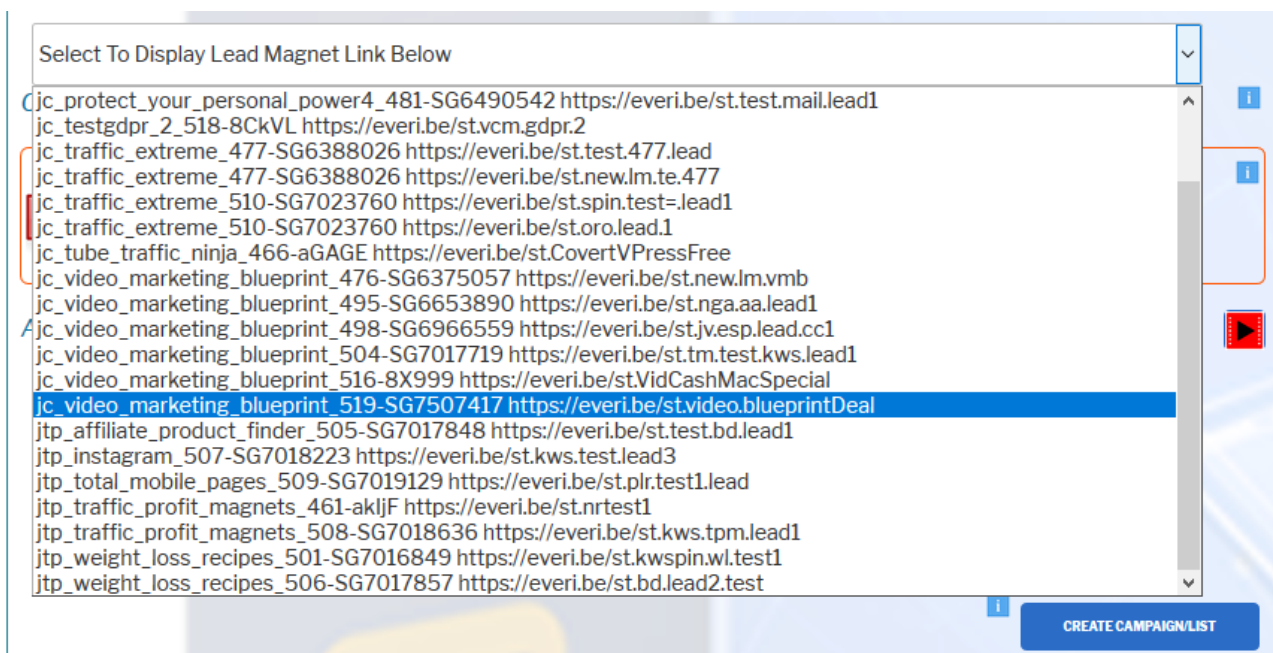 Select To Display Lead Magnet Link Below
jc_protect_your_personal_power4_481-SG6490542 https://everi.be/st.test.mail.lead1
jc_testgdpr_2_518-8CkVL https://everi.be/st.vcm.gdpr.2
jc_traffic_extreme_477-SG6388026 https://everi.be/st.test.477.lead
jc_traffic_extreme_477-SG6388026 https://everi.be/st.new.lm.te.477
jc_traffic_extreme_510-SG7023760 https://everi.be/st.spin.test=.lead1
jc_traffic_extreme_510-SG7023760 https://everi.be/st.oro.lead.1
jc_tube_traffic_ninja_466-aGAGE https://everi.be/st.CovertVPressFree
jc_video_marketing_blueprint_476-SG6375057 https://everi.be/st.new.lm.vmb
jc_video_marketing_blueprint_495-SG6653890 https://everi.be/st.nga.aa.lead1
jc_video_marketing_blueprint_498-SG6966559 https://everi.be/st.jv.esp.lead.cc1
jc_video_marketing_blueprint_504-SG7017719 https://everi.be/st.tm.test.kws.lead1
jc_video_marketing_blueprint_516-8X999 https://everi.be/st.VidCashMacSpecial
jc_video_marketing_blueprint_519-SG7507417 https://everi.be/st.video.blueprintDeal
jtp_affiliate_product_finder_505-SG7017848 https://everi.be/st.test.bd.lead1
jtp_instagram_507-SG7018223 https://everi.be/st.kws.test.lead3
jtp_total_mobile_pages_509-SG7019129 https://everi.be/st.plr.test1.lead
jtp_traffic_profit_magnets_461-akljF https://everi.be/st.nrtest1
jtp_traffic_profit_magnets_508-SG7018636 https://everi.be/st.kws.tpm.lead1
jtp_weight_loss_recipes_501-SG7016849 https://everi.be/st.kwspin.wl.test1
jtp_weight_loss_recipes_506-SG7017857 https://everi.be/st.bd.lead2.test
CREATE CAMPAIGN/LIST